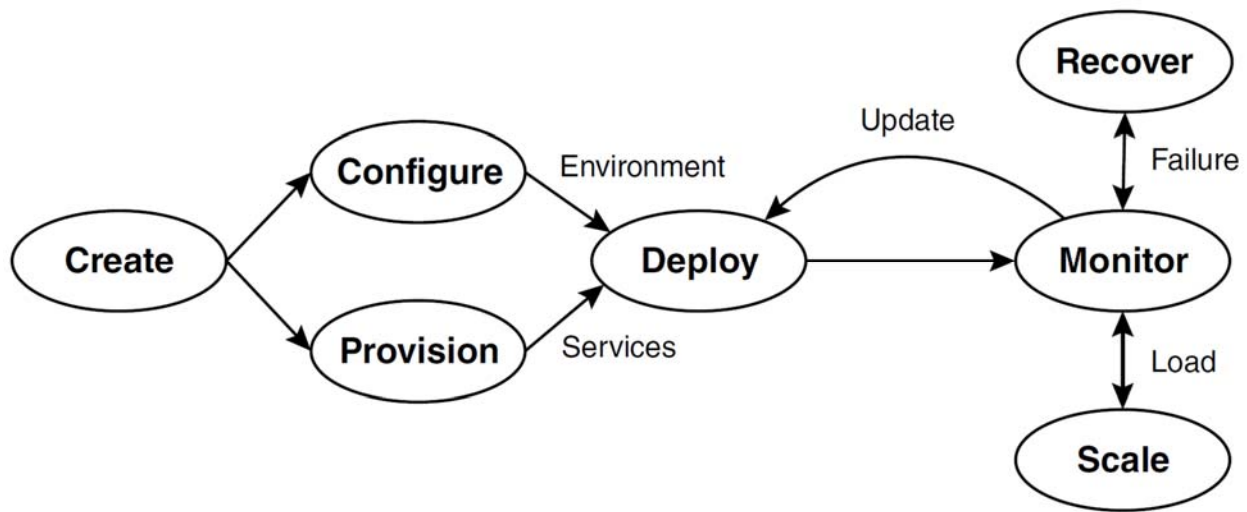 Recover
Update
Configure
Environment
Failure
Create
Deploy
Monitor
Provision
Services
Load
Scale